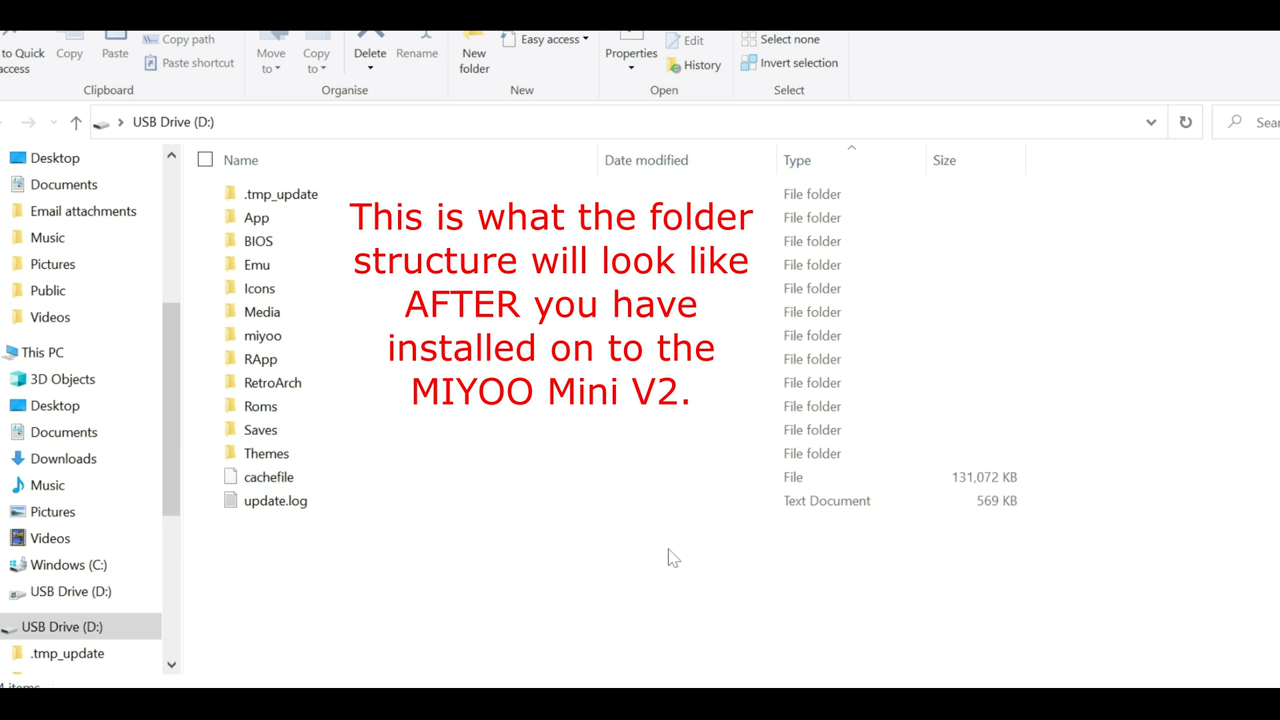 to Quick
access
Copy
Paste
Copy path
Paste shortcut
Clipboard
Move
to
Copy
to
Delete
Rename
Organise
New
folder
Easy access
New
Properties
Edit
History
Open
Select none
Invert selection
Select
USB Drive (D:)
Sear
Desktop
Documents
Email attachments
Music
Pictures
Public
Videos
This PC
3D Objects
Desktop
Documents
Downloads
Music
Pictures
Videos
Windows (C:)
USB Drive (D:)
USB Drive (D:)
.tmp_update
4 items
Name Date modified Type Size
.tmp_update File folder
App File folder
BIOS File folder
Emu File folder
Icons File folder
Media File folder
miyoo File folder
RApp File folder
RetroArch File folder
Roms File folder
Saves File folder
Themes File folder
cachefile File 131,072 KB
update.log Text Document 569 KB
This is what the folder
structure will look like
AFTER you have
installed on to the
MIYOO Mini V2.